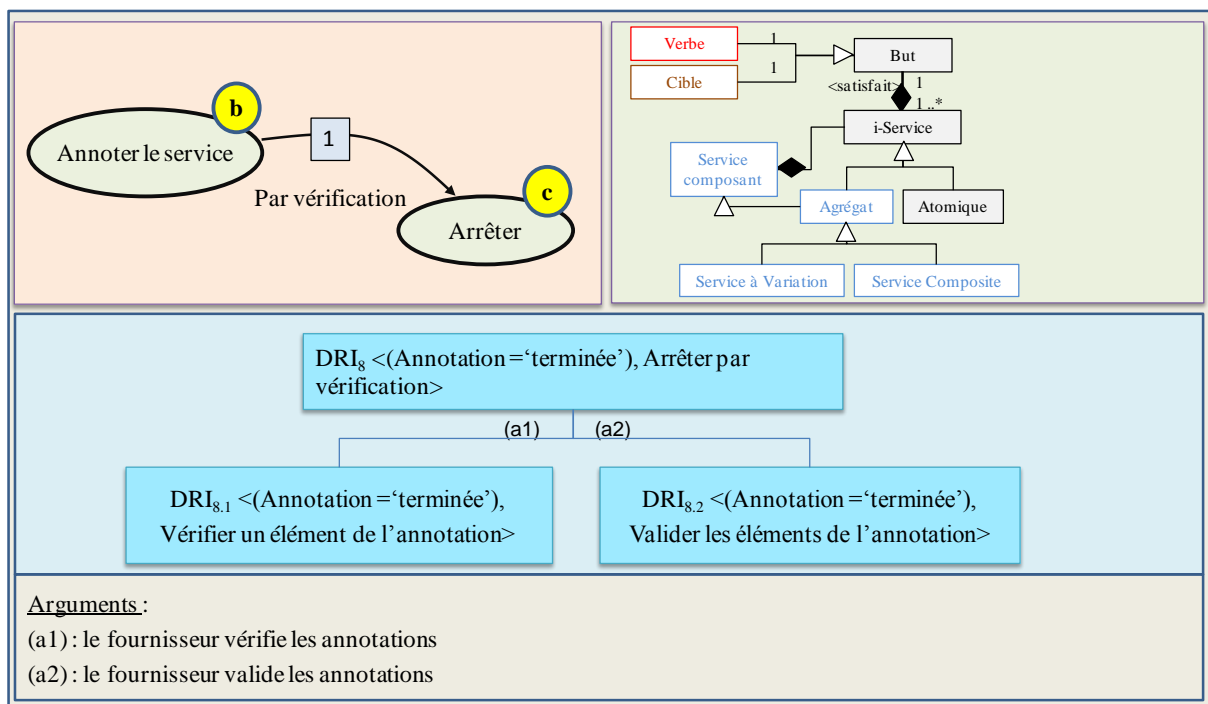 b
Annoter le service
1
Par vérification
c
Arrêter
Verbe
1
But
Cible
1
<satisfait>
1
1 ..*
i-Service
Service
composant
Agrégat
Atomique
Service à Variation
Service Composite
DRI8 <(Annotation =‘terminée’), Arrêter par
vérification>
(a1)
(a2)
DRI8.1 <(Annotation =‘terminée’),
Vérifier un élément de l’annotation>
DRI8.2 <(Annotation =‘terminée’),
Valider les éléments de l’annotation>
Arguments :
(a1) : le fournisseur vérifie les annotations
(a2) : le fournisseur valide les annotations